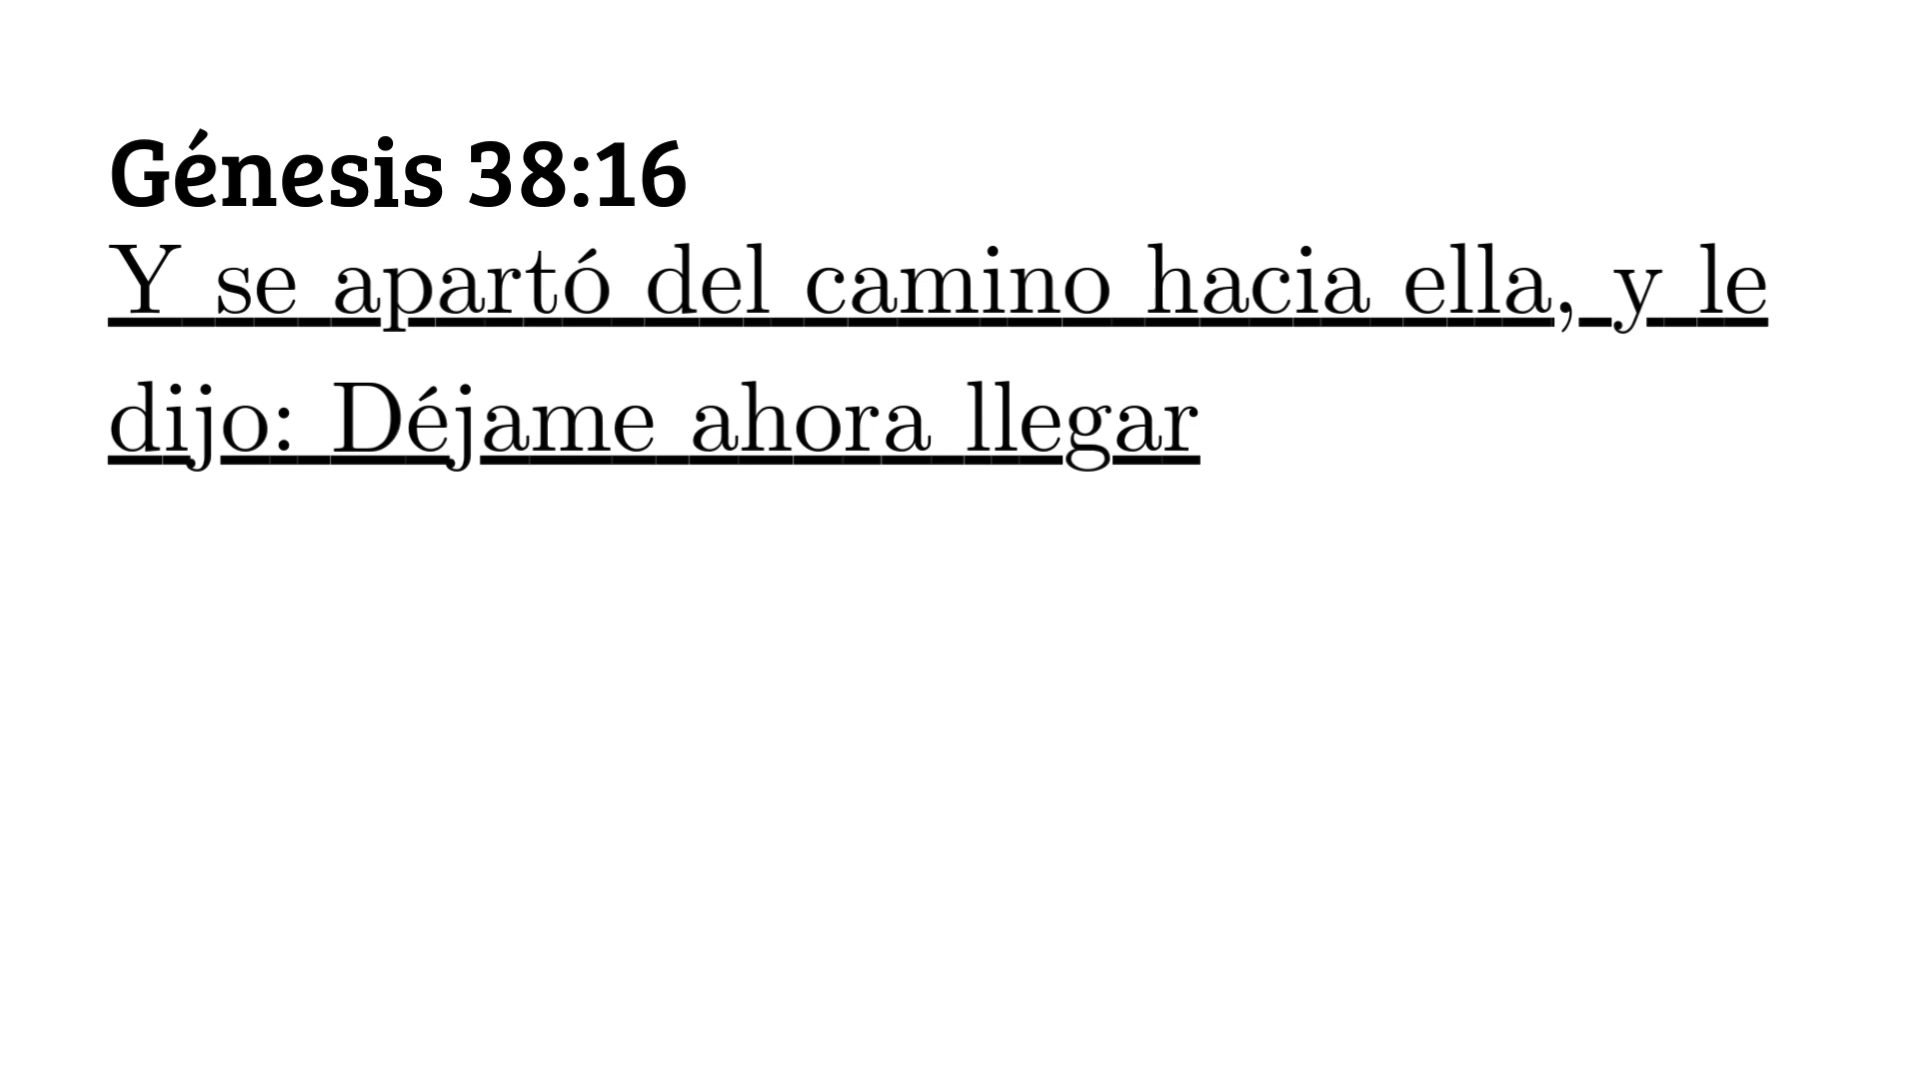 Génesis 38:16
Y se apartó del camino hacia ella, y le
dijo: Déjame ahora llegar